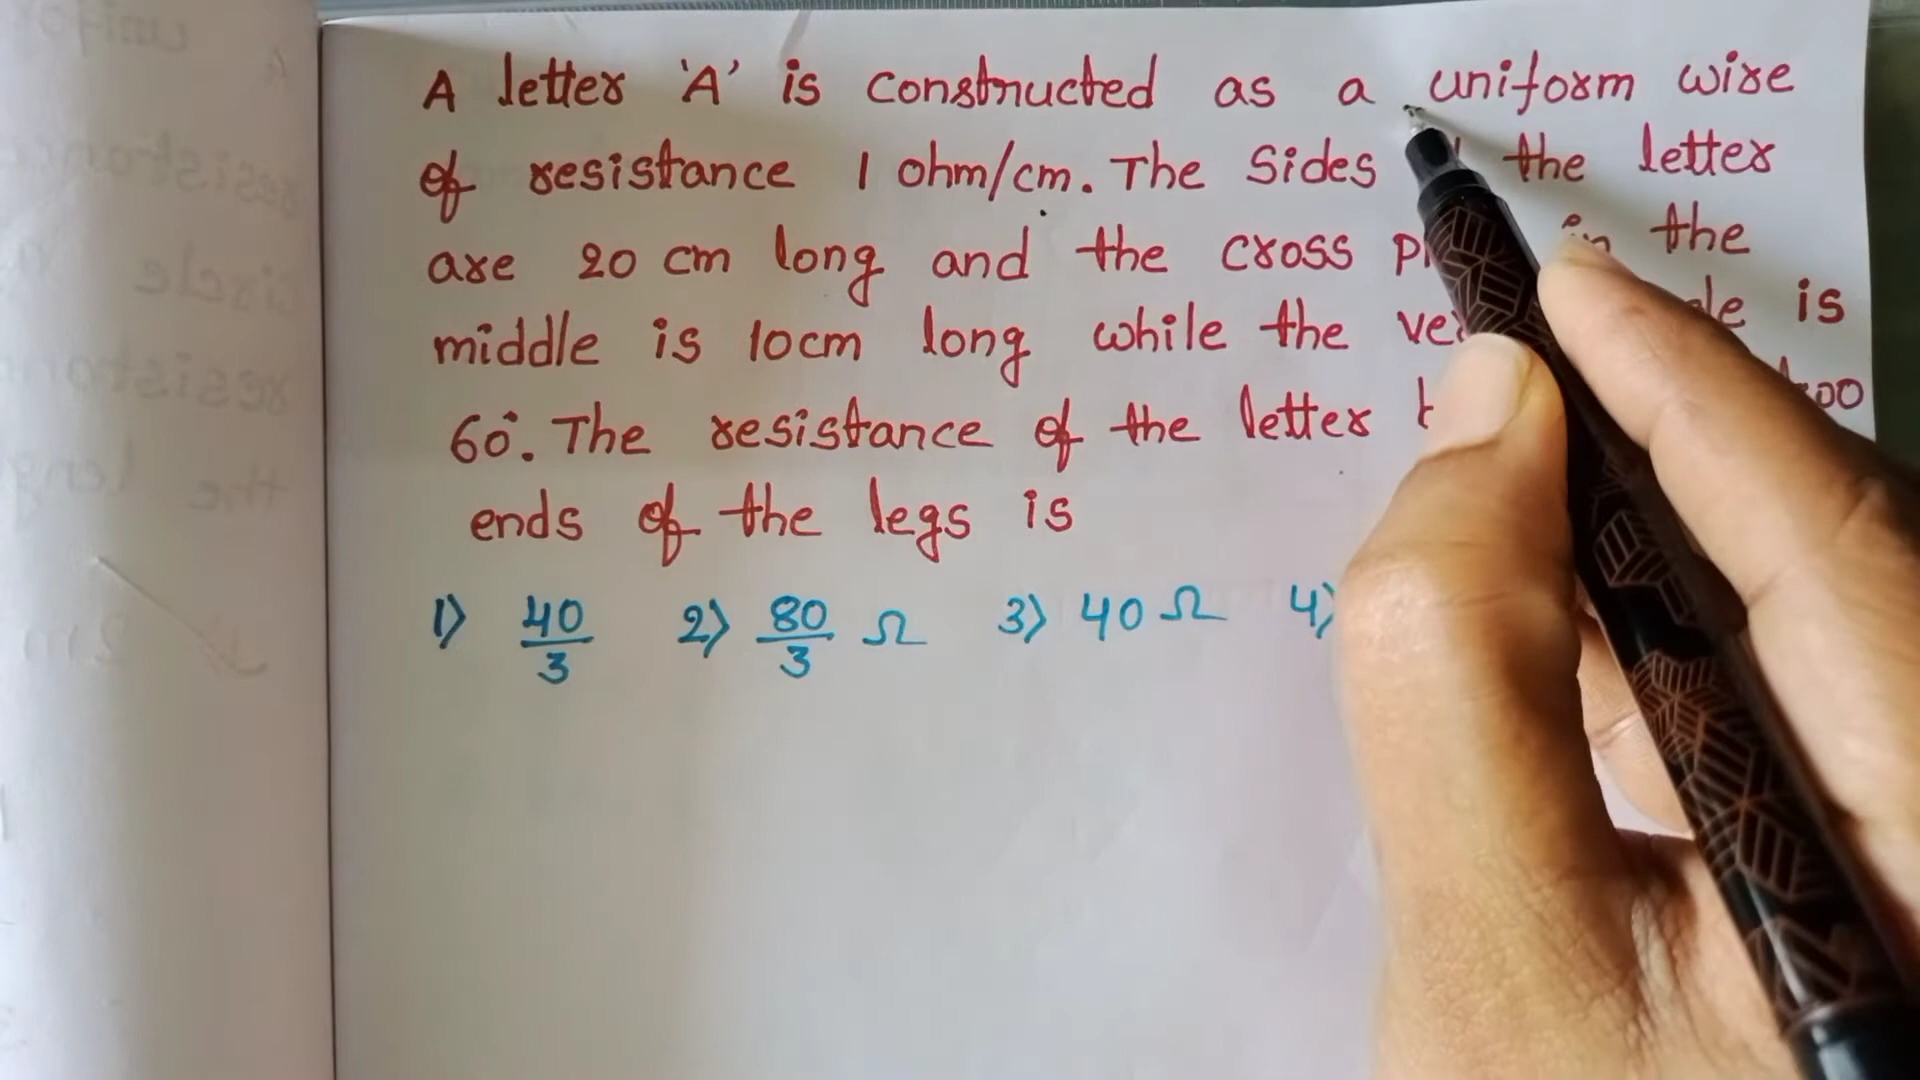 A letter 'A' is constructed as a uniform wire
of resistance 1 ohm/cm. The Sides the letter
are 20 cm long and the cross in the
middle is 10cm long while the is
60°. The resistance of the letter
ends of the legs is
1) 40/3 2) 80/3 Ω 3) 40 Ω 4)